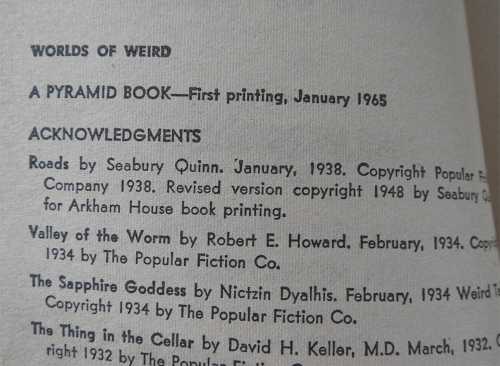 WORLDS OF WEIRD
A PYRAMID BOOK—First printing, January 1965
ACKNOWLEDGMENTS
Roads by Seabury Quinn. January, 1938. Copyright Popular
Company 1938. Revised version copyright 1948 by Seabury
for Arkham House book printing.
Valley of the Worm by Robert E. Howard. February, 1934.
1934 by The Popular Fiction Co.
The Sapphire Goddess by Nictzin Dyalhis. February, 1934 Weird
Copyright 1934 by The Popular Fiction Co.
The Thing in the Cellar by David H. Keller, M.D. March, 1932.
right 1932 by The Popular Fiction